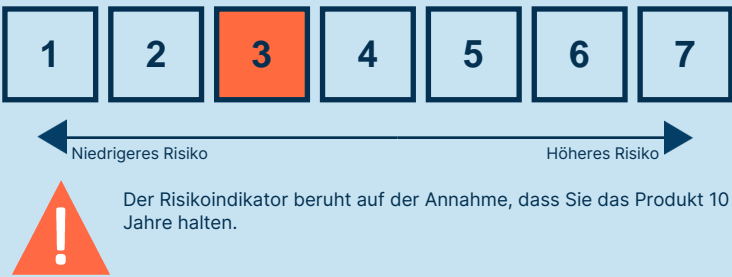 1 2 3 4 5 6 7
Niedrigeres Risiko Höheres Risiko
!
Der Risikoindikator beruht auf der Annahme, dass Sie das Produkt 10
Jahre halten.